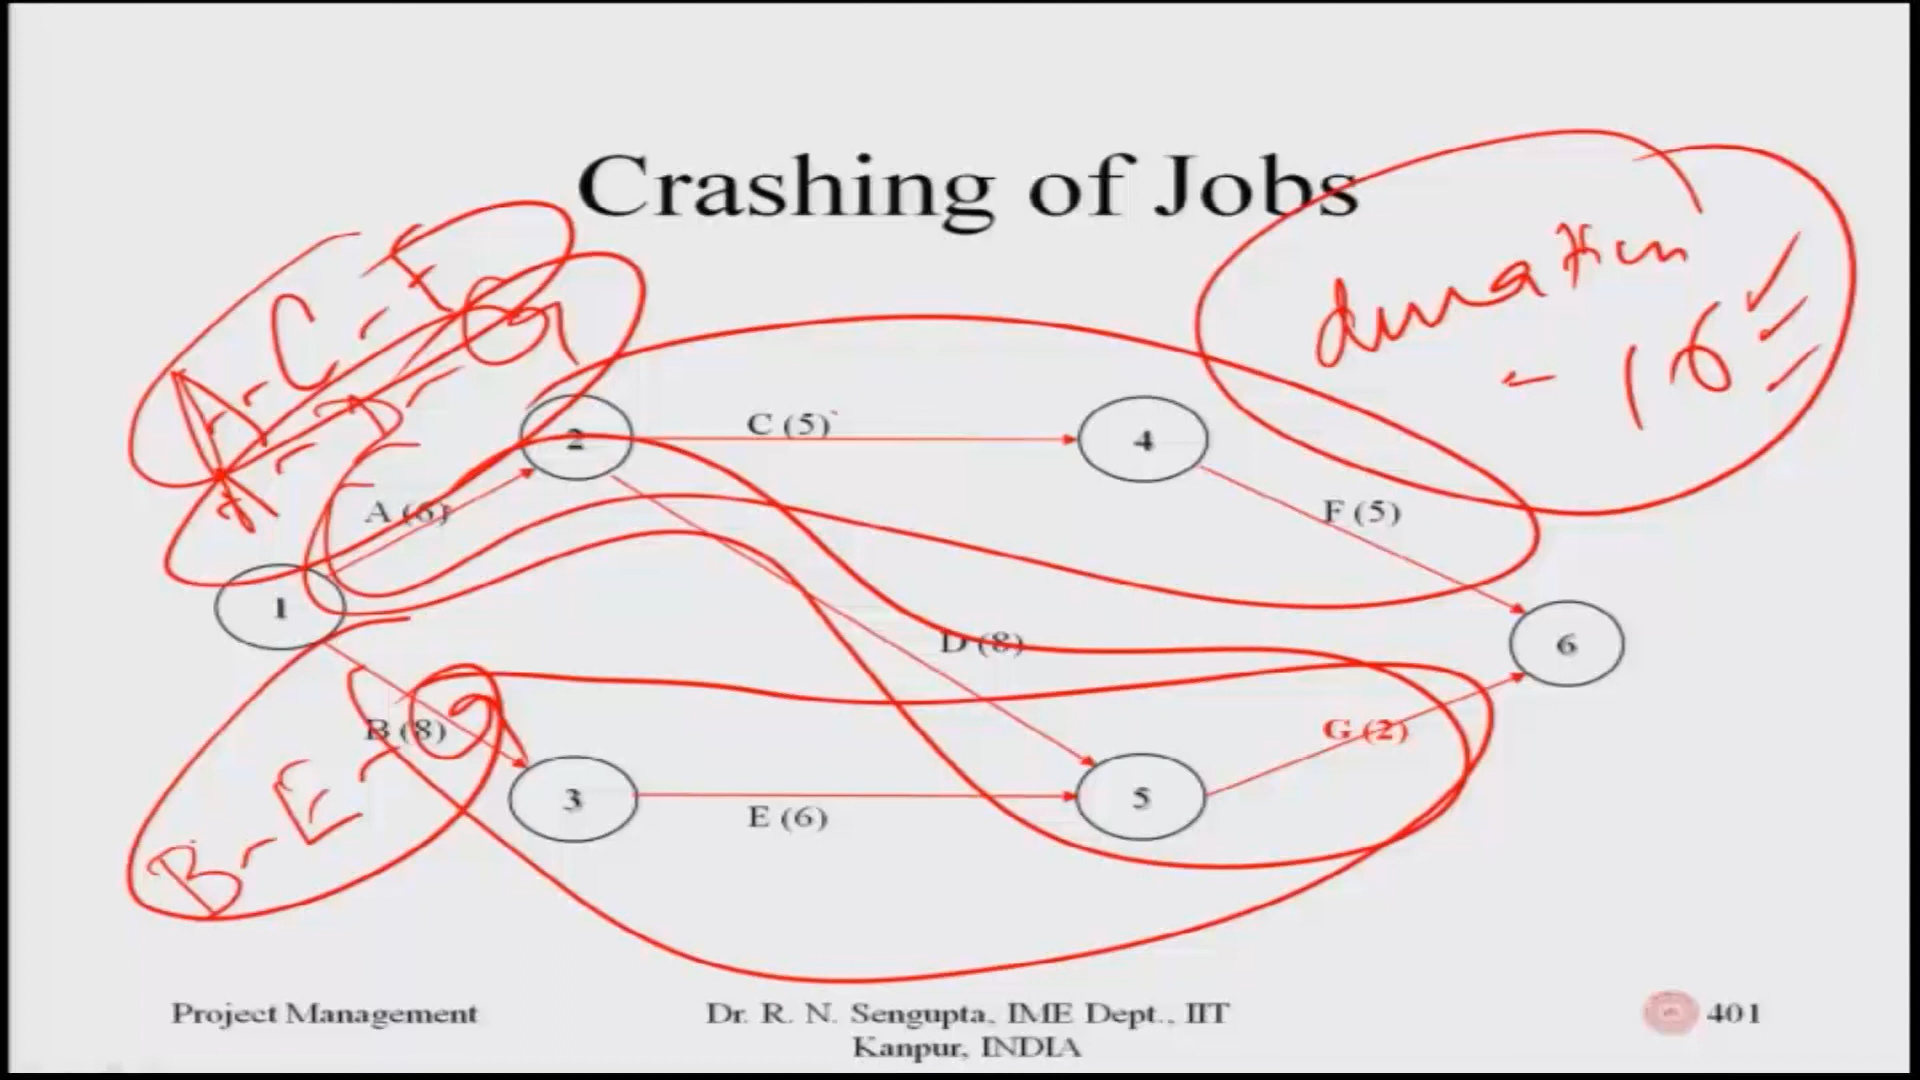 Crashing of Jobs
duration
- 16
A-C-F
A-D-G
2
C (5)
4
A (6)
F (5)
1
D (8)
6
B (8)
G (2)
B-E-G
3
E (6)
5
Project Management
Dr. R. N. Sengupta, IME Dept., IIT
Kanpur, INDIA
401